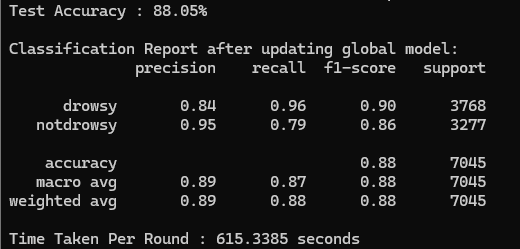 Test Accuracy : 88.05%
Classification Report after updating global model:
precision recall f1-score support
drowsy 0.84 0.96 0.90 3768
notdrowsy 0.95 0.79 0.86 3277
accuracy 0.88 7045
macro avg 0.89 0.87 0.88 7045
weighted avg 0.89 0.88 0.88 7045
Time Taken Per Round : 615.3385 seconds